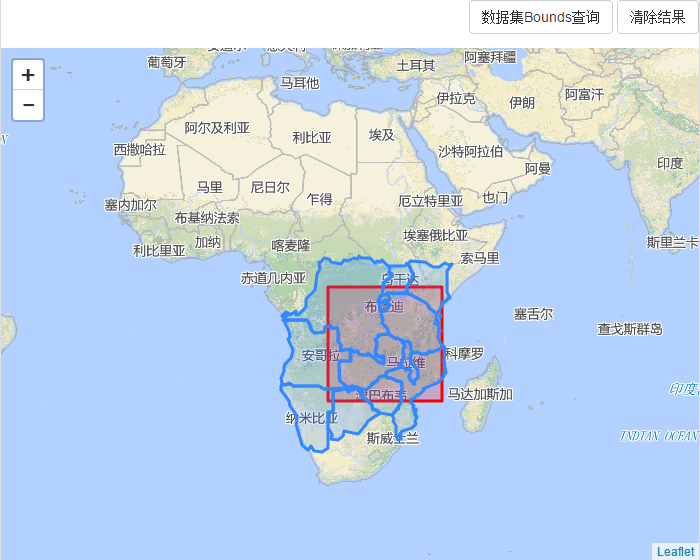 数据集Bounds查询 清除结果
葡萄牙
土耳其
阿塞拜疆
+
−
马耳他
伊拉克
伊朗
阿富汗
阿尔及利亚
利比亚
埃及
西撒哈拉
沙特阿拉伯
印度
阿曼
马里
尼日尔
乍得
也门
厄立特里亚
塞内加尔
布基纳法索
埃塞俄比亚
斯里兰卡
利比里亚
加纳
喀麦隆
索马里
赤道几内亚
乌干达
布隆迪
塞舌尔
查戈斯群岛
安哥拉
马拉维
科摩罗
津巴布韦
马达加斯加
纳米比亚
斯威士兰
INDIAN OCEAN
Leaflet